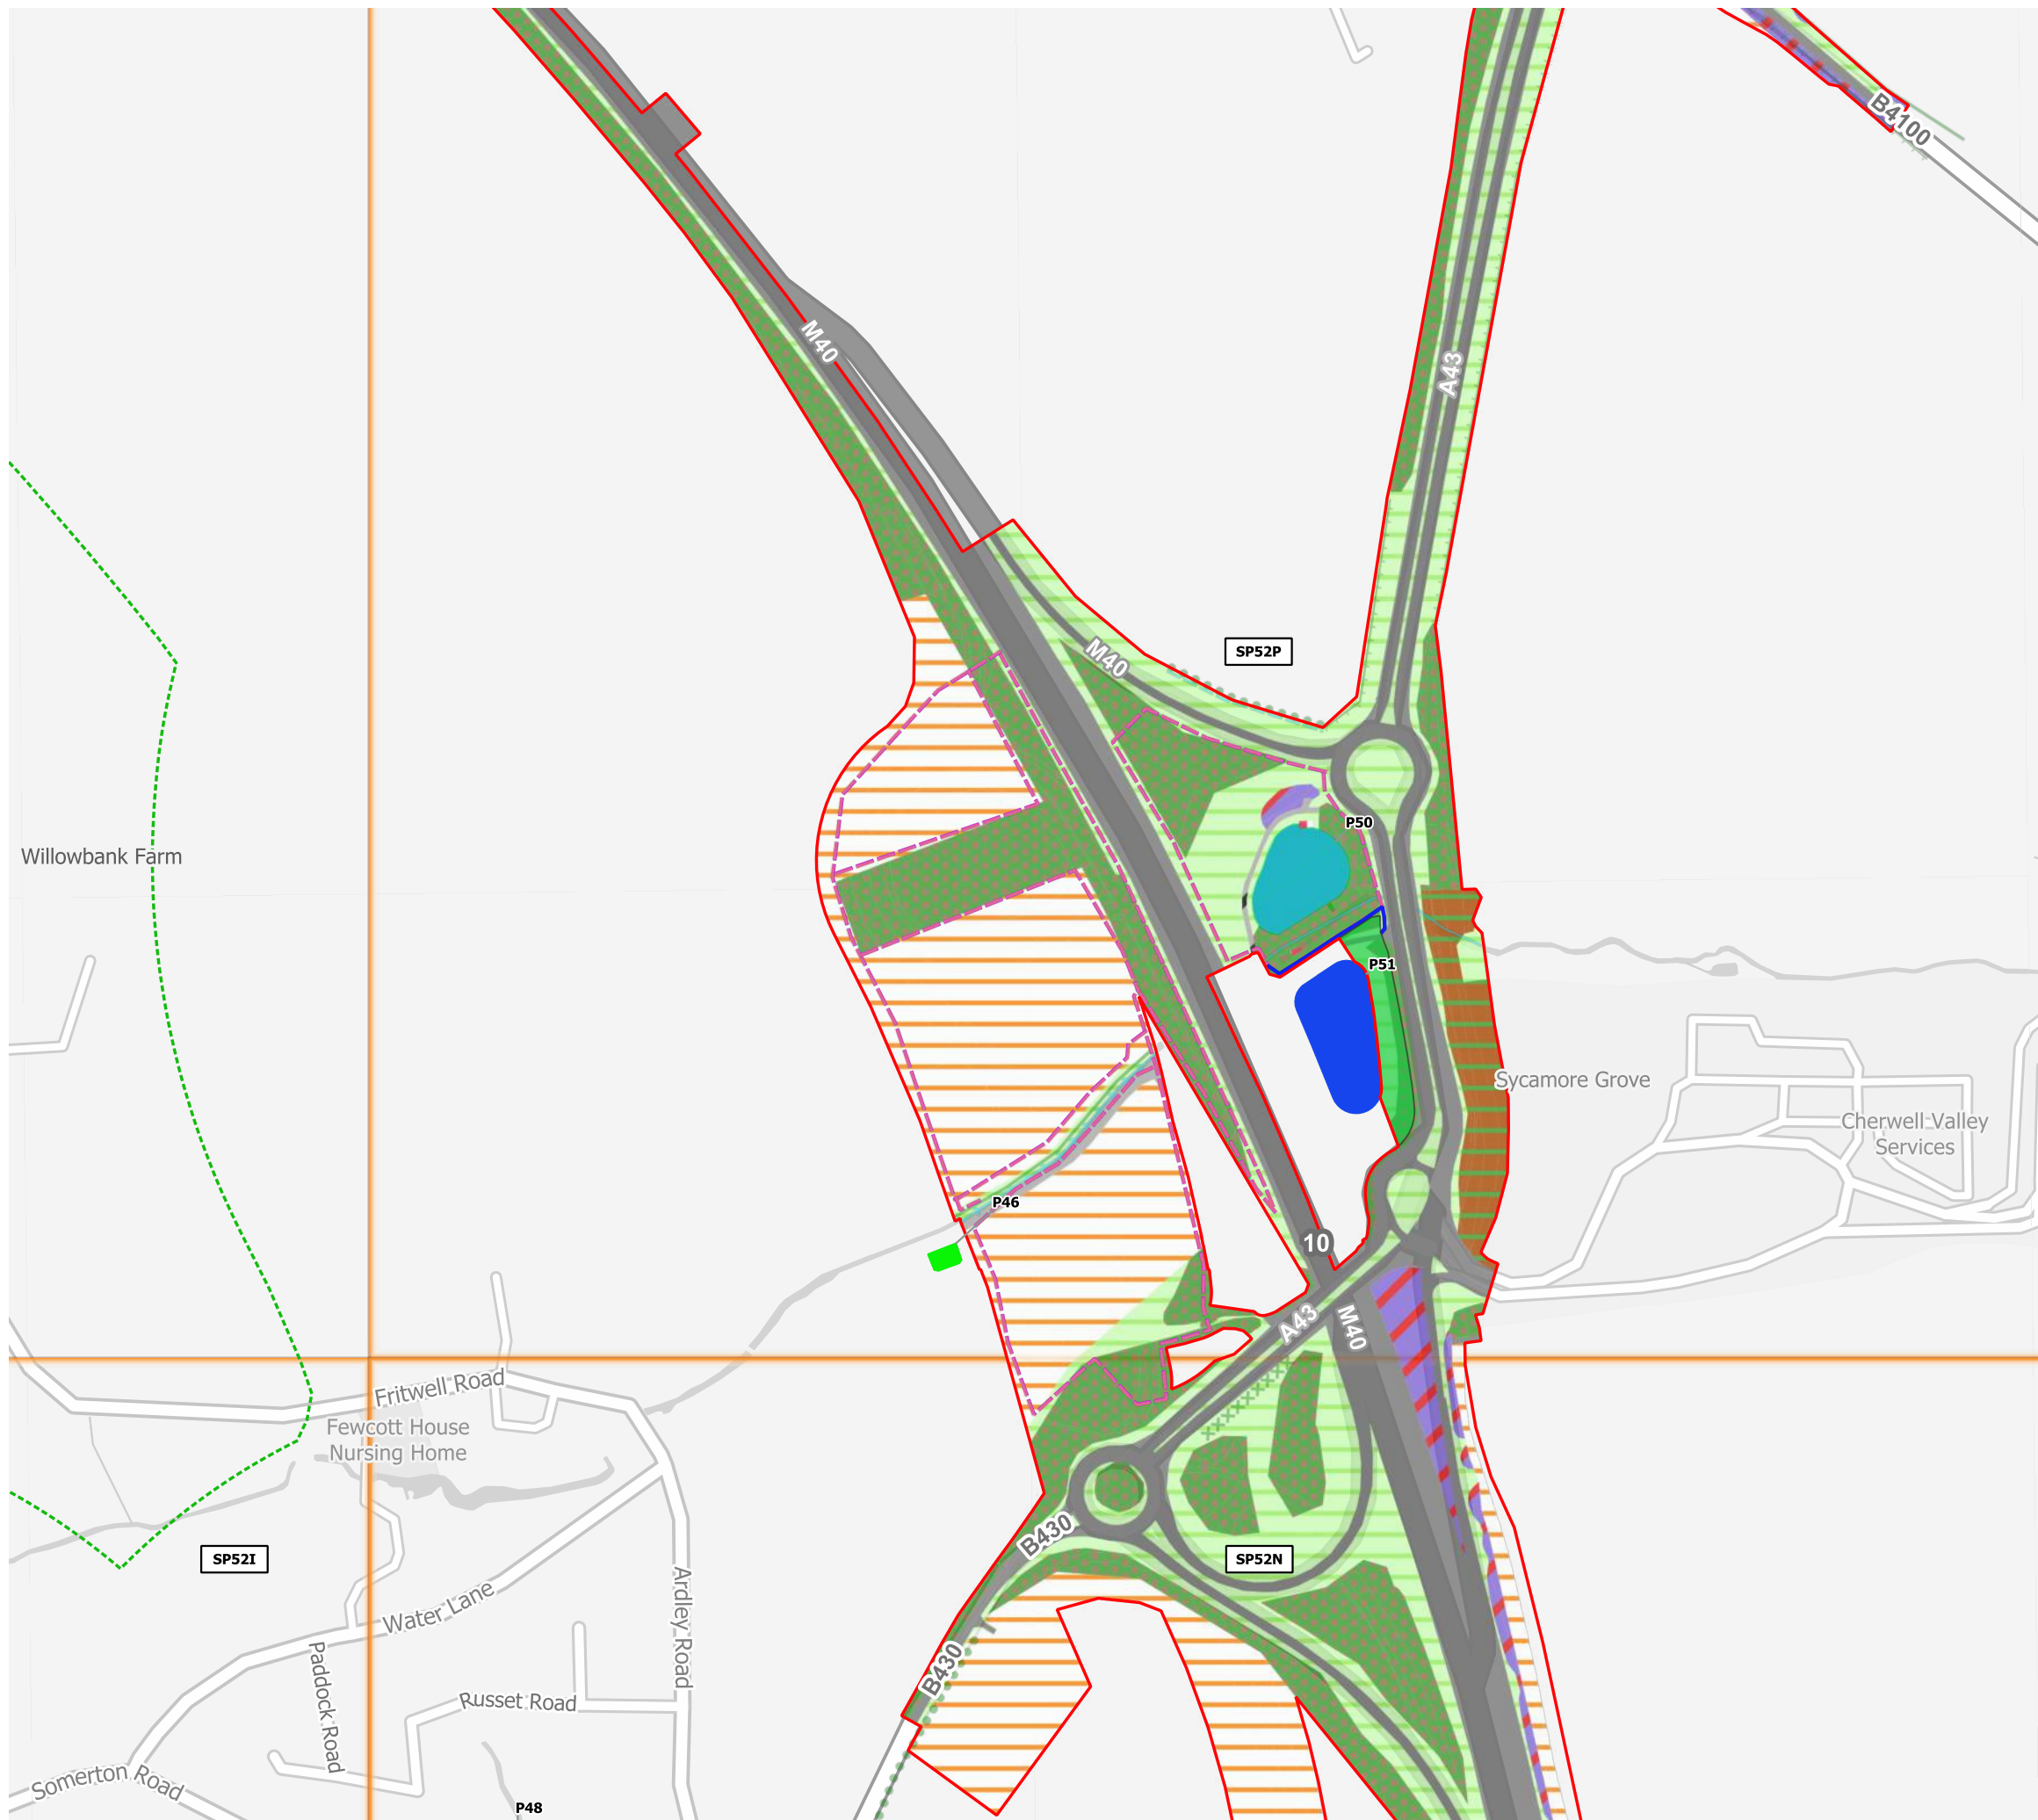 B4100
M40
A43
SP52P
M40
P50
Willowbank Farm
P51
Sycamore Grove
Cherwell Valley
Services
P46
10
A43
M40
Fritwell Road
Fewcott House
Nursing Home
B430
SP52I
SP52N
Water Lane
Ardley Road
Paddock Road
B430
Russet Road
Somerton Road
P48